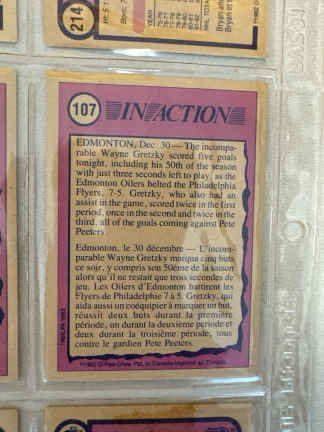 214
107
IN ACTION
EDMONTON, Dec. 30 — The incompa-
rable Wayne Gretzky scored five goals
tonight, including his 50th of the season
with just three seconds left to play, as the
Edmonton Oilers belted the Philadelphia
Flyers, 7-5. Gretzky, who also had an
assist in the game, scored twice in the first
period, once in the second and twice in the
third, all of the goals coming against Pete
Peeters.
Edmonton, le 30 décembre — L'incom-
parable Wayne Gretzky marqua cinq buts
ce soir, y compris son 50ème de la saison
alors qu'il ne restait que trois secondes de
jeu. Les Oilers d'Edmonton battirent les
Flyers de Philadelphie 7 à 5. Gretzky, qui
aida aussi un coéquipier à marquer un but,
réussit deux buts durant la première
période, un durant la deuxième période et
deux durant la troisième période, tous
contre le gardien Pete Peeters.